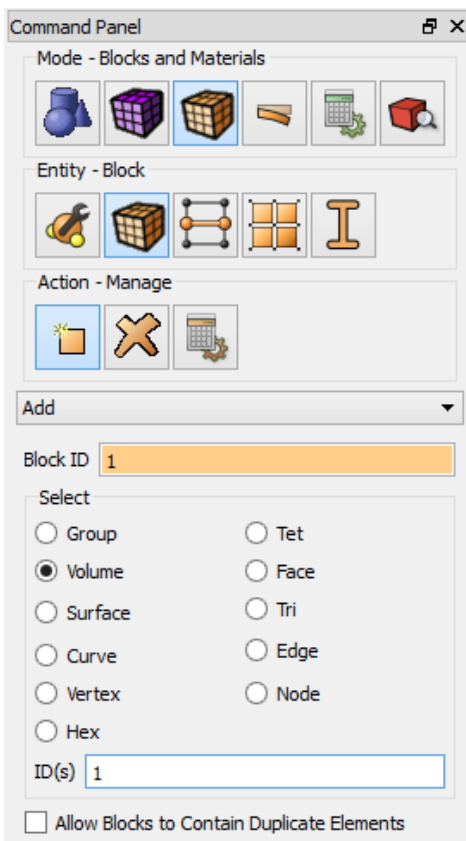 Command Panel
Mode - Blocks and Materials
Entity - Block
Action - Manage
Add
Block ID 1
Select
Group Tet
Volume Face
Surface Tri
Curve Edge
Vertex Node
Hex
ID(s) 1
Allow Blocks to Contain Duplicate Elements